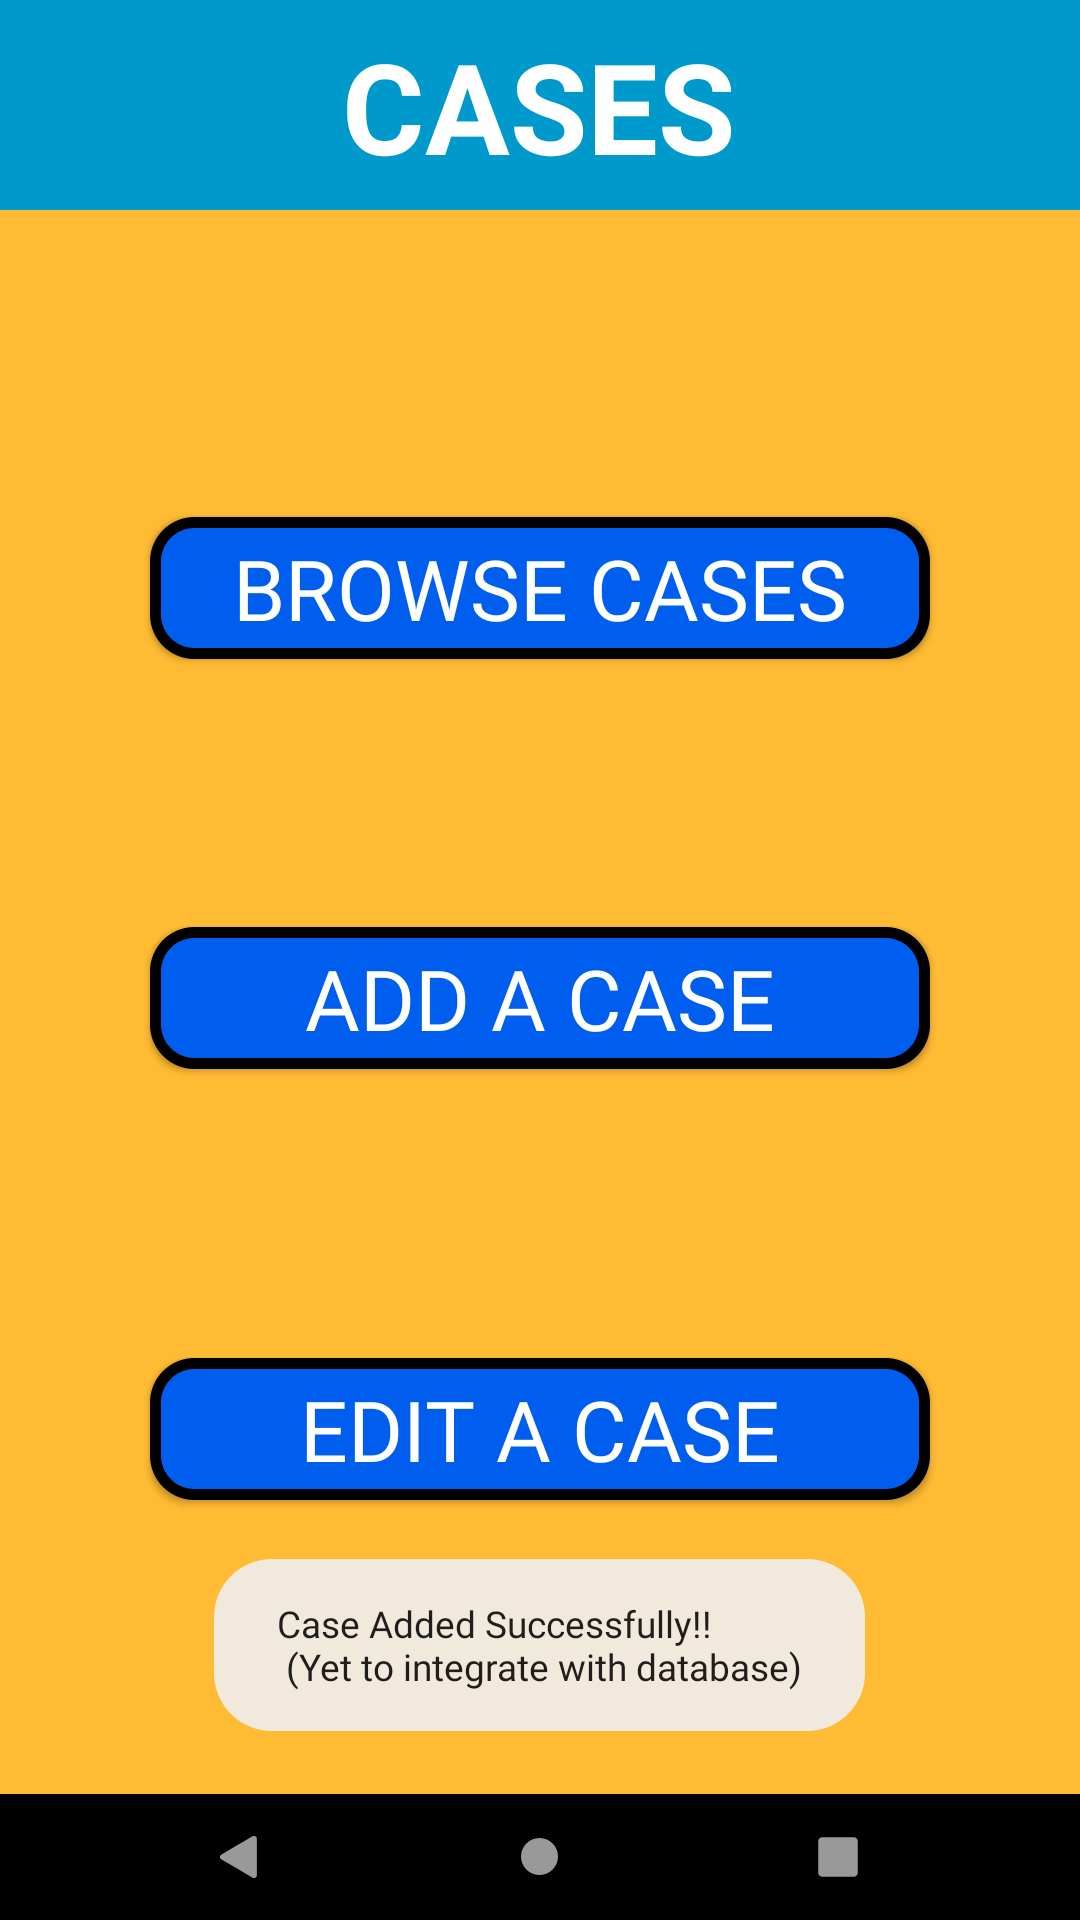 CASES
BROWSE CASES
ADD A CASE
EDIT A CASE
Case Added Successfully!!
(Yet to integrate with database)